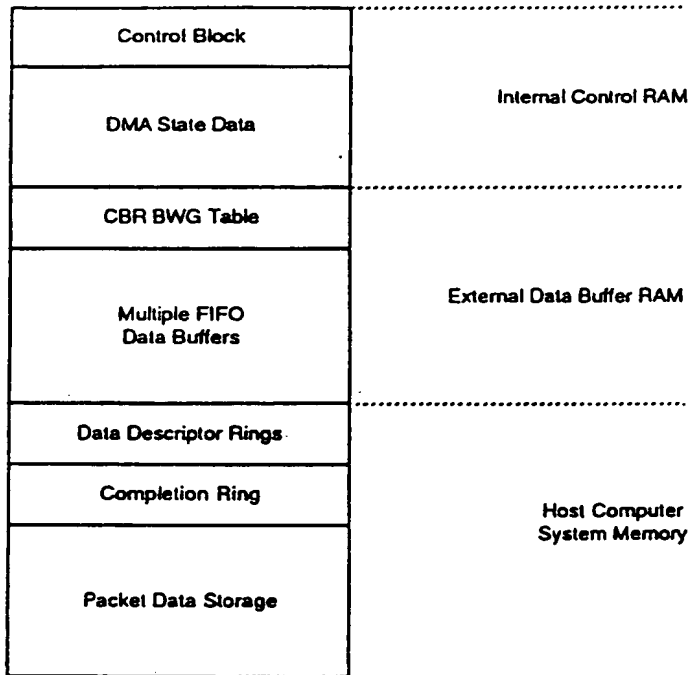 Control Block
DMA State Data
Internal Control RAM
CBR BWG Table
Multiple FIFO
Data Buffers
External Data Buffer RAM
Data Descriptor Rings
Completion Ring
Packet Data Storage
Host Computer
System Memory